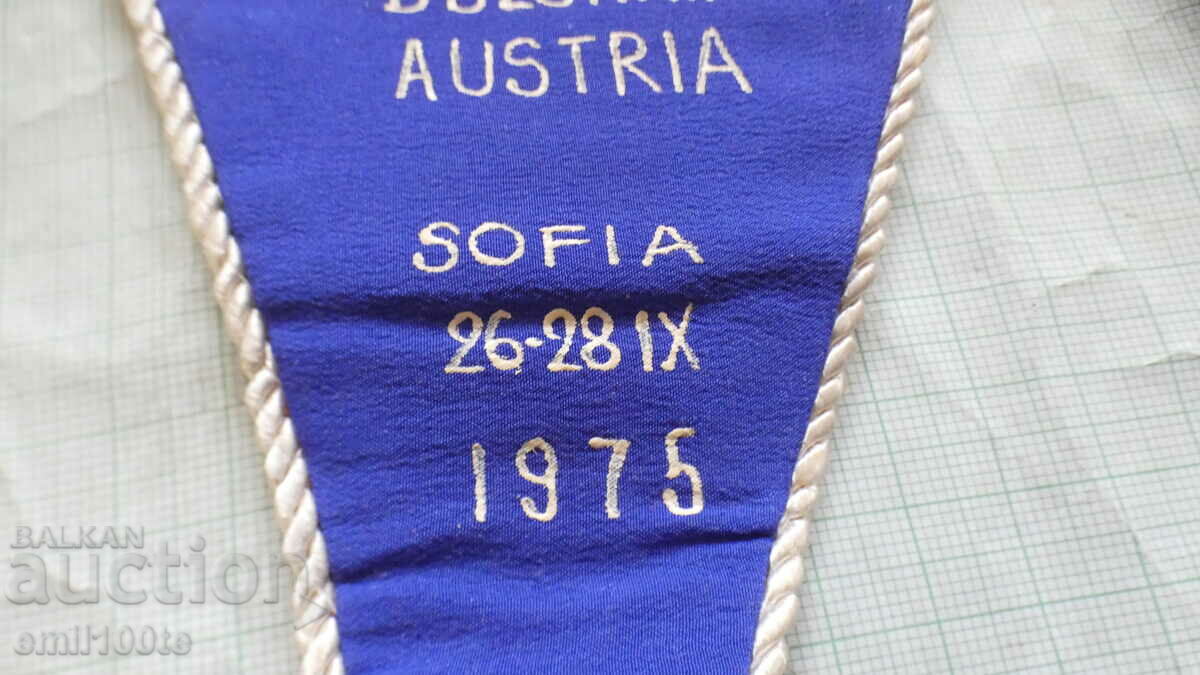 AUSTRIA
SOFIA
26-28 IX
1975
BALKAN
auction
emil100te